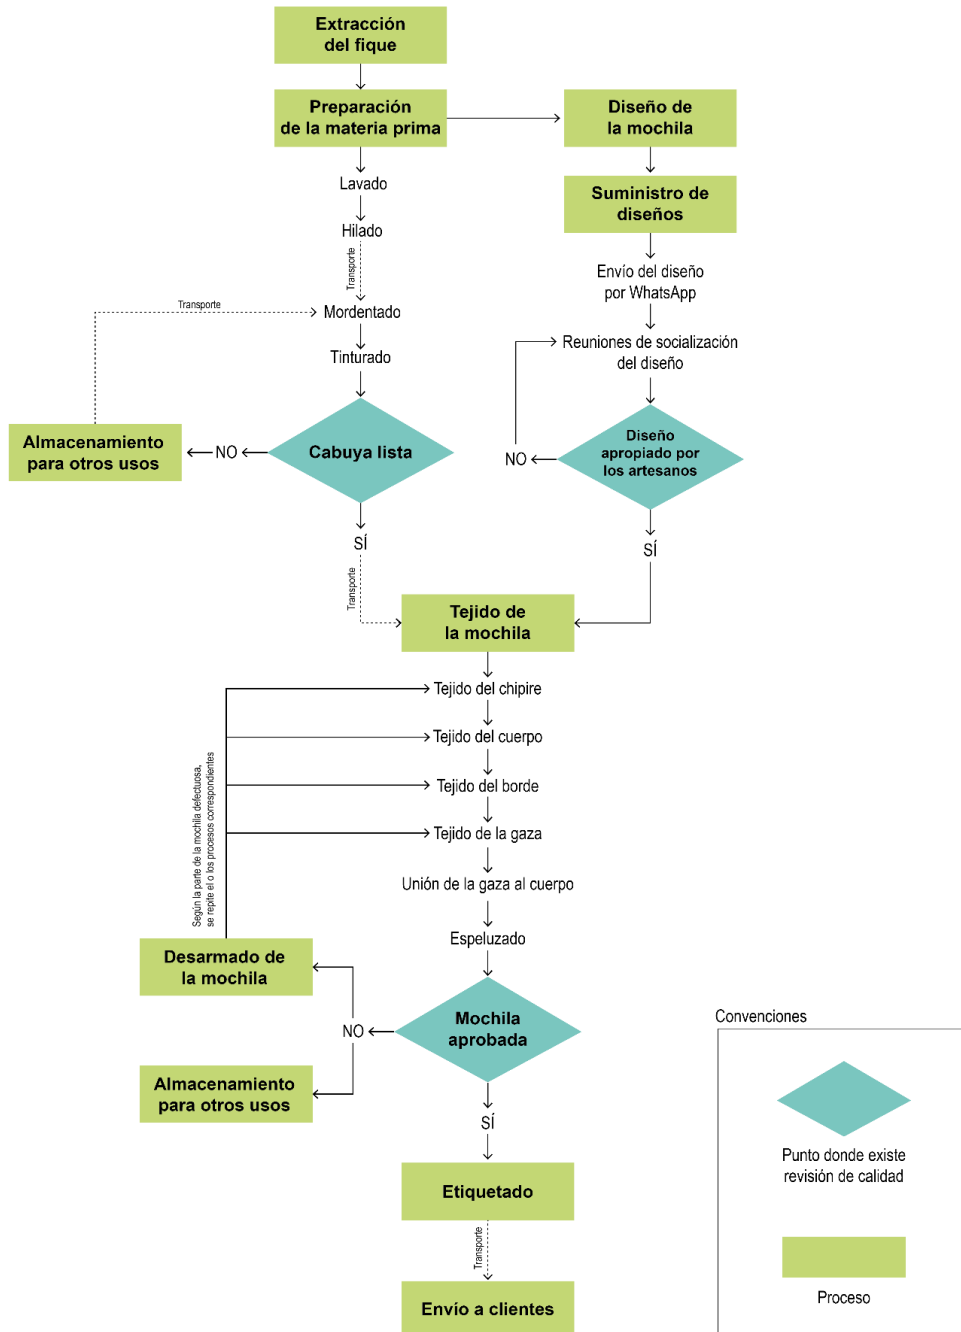 Extracción
del fique
Preparación
de la materia prima
Diseño de
la mochila
Lavado
Suministro de
diseños
Hilado
Transporte
Envío del diseño
por WhatsApp
Transporte
Mordentado
Reuniones de socialización
del diseño
Tinturado
Almacenamiento
para otros usos
NO
Cabuya lista
NO
Diseño
apropiado por
los artesanos
SÍ
SÍ
Transporte
Tejido de
la mochila
Tejido del chipire
Tejido del cuerpo
Tejido del borde
Tejido de la gaza
Según la parte de la mochila defectuosa,
se repite el o los procesos correspondientes
Unión de la gaza al cuerpo
Espeluzado
Desarmado de
la mochila
NO
Mochila
aprobada
Almacenamiento
para otros usos
SÍ
Etiquetado
Transporte
Envío a clientes
Convenciones
Punto donde existe
revisión de calidad
Proceso